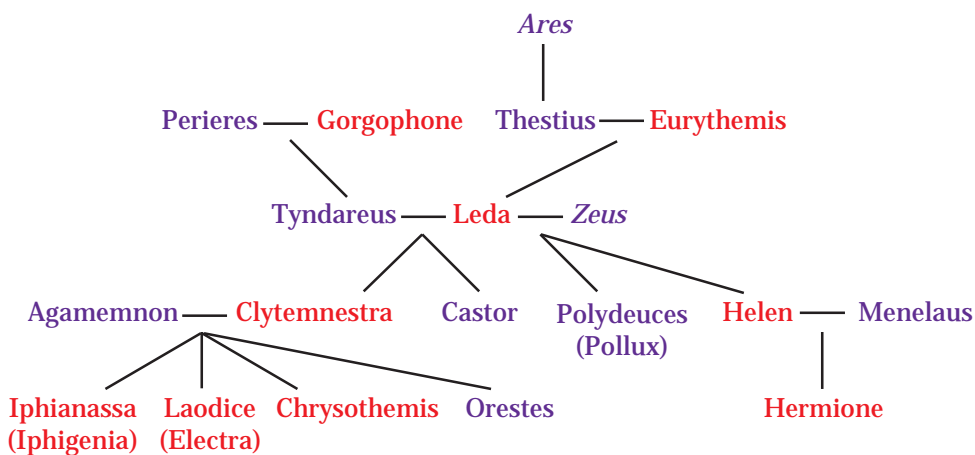 Ares
Perieres Gorgophone Thestius Eurythemis
Tyndareus Leda Zeus
Agamemnon Clytemnestra Castor Polydeuces (Pollux) Helen Menelaus
Iphianassa (Iphigenia) Laodice (Electra) Chrysothemis Orestes Hermione